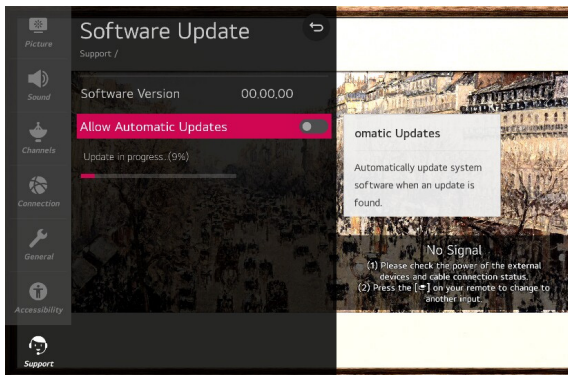 Picture
Sound
Channels
Connection
General
Accessibility
Support
Software Update
Support /
Software Version 00.00.00
Allow Automatic Updates
Update in progress. (9%)
omatic Updates
Automatically update system
software when an update is
found.
No Signal
(1) Please check the power of the external
devices and cable connection status.
(2) Press the [ ] on your remote to change to
another input.